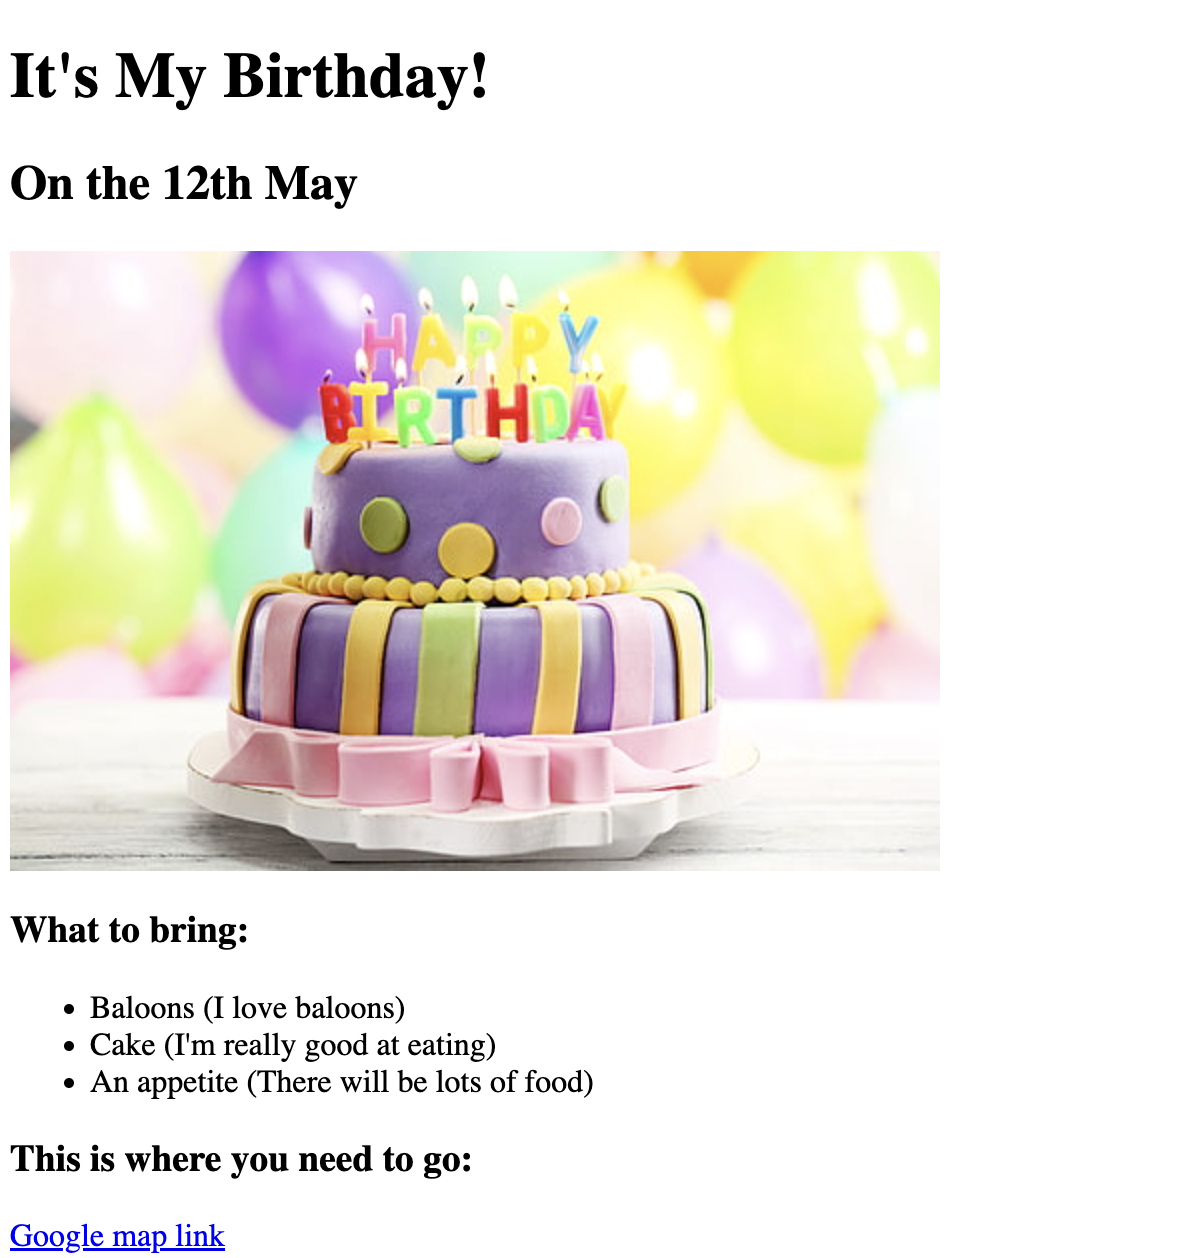 It's My Birthday!
On the 12th May
HAPPY
BIRTHDAY
What to bring:
Baloons (I love baloons)
Cake (I'm really good at eating)
An appetite (There will be lots of food)
This is where you need to go:
Google map link